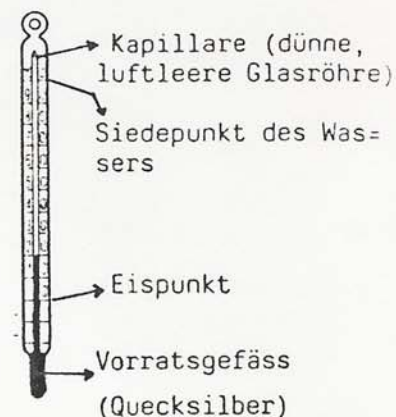 Kapillare (dünne,
luftleere Glasröhre)
Siedepunkt des Was=
sers
Eispunkt
Vorratsgefäss
(Quecksilber)